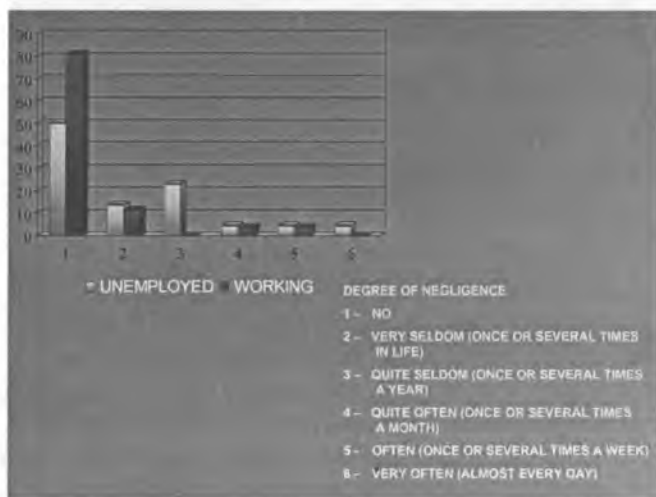 90
80
70
60
50
40
30
20
10
0
1 2 3 4 5 6
UNEMPLOYED WORKING
DEGREE OF NEGLIGENCE
1 – NO
2 – VERY SELDOM (ONCE OR SEVERAL TIMES
IN LIFE)
3 – QUITE SELDOM (ONCE OR SEVERAL TIMES
A YEAR)
4 – QUITE OFTEN (ONCE OR SEVERAL TIMES
A MONTH)
5 – OFTEN (ONCE OR SEVERAL TIMES A WEEK)
6 – VERY OFTEN (ALMOST EVERY DAY)